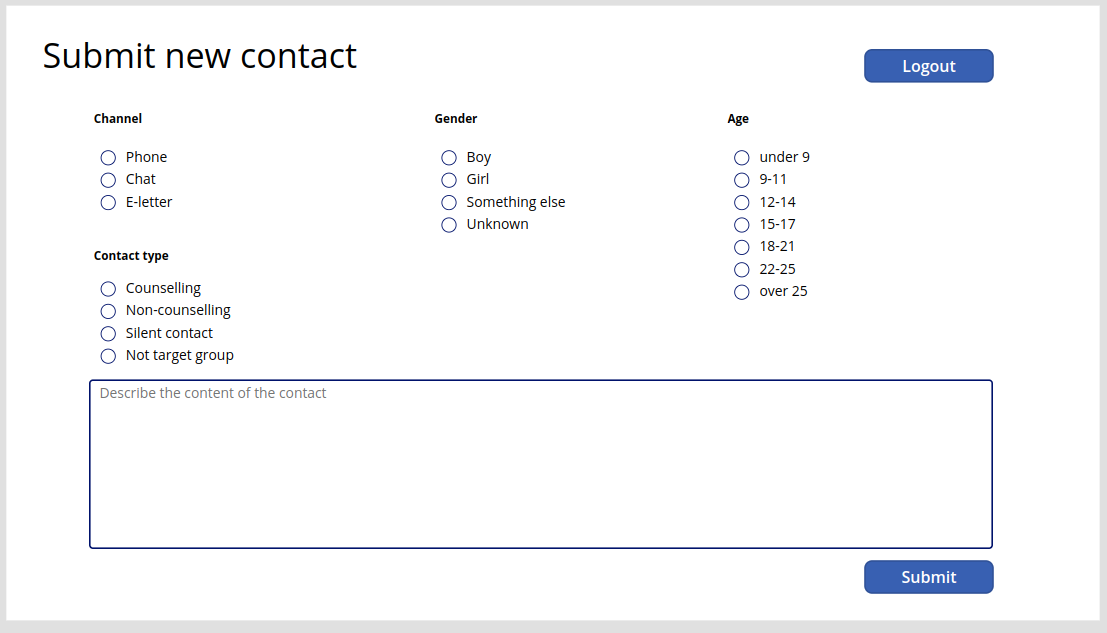 Submit new contact
Logout
Channel
Phone
Chat
E-letter
Gender
Boy
Girl
Something else
Unknown
Age
under 9
9-11
12-14
15-17
18-21
22-25
over 25
Contact type
Counselling
Non-counselling
Silent contact
Not target group
Describe the content of the contact
Submit